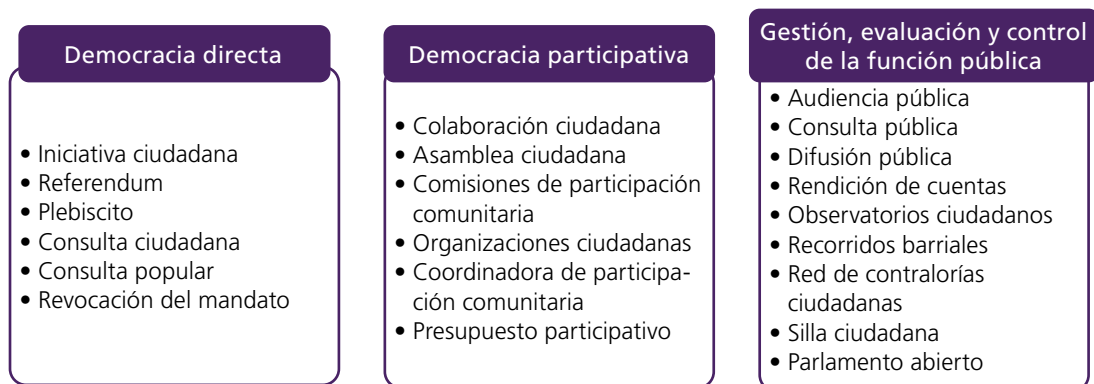 Democracia directa
• Iniciativa ciudadana
• Referendum
• Plebiscito
• Consulta ciudadana
• Consulta popular
• Revocación del mandato
Democracia participativa
• Colaboración ciudadana
• Asamblea ciudadana
• Comisiones de participación
comunitaria
• Organizaciones ciudadanas
• Coordinadora de participa-
ción comunitaria
• Presupuesto participativo
Gestión, evaluación y control
de la función pública
• Audiencia pública
• Consulta pública
• Difusión pública
• Rendición de cuentas
• Observatorios ciudadanos
• Recorridos barriales
• Red de contralorías
ciudadanas
• Silla ciudadana
• Parlamento abierto